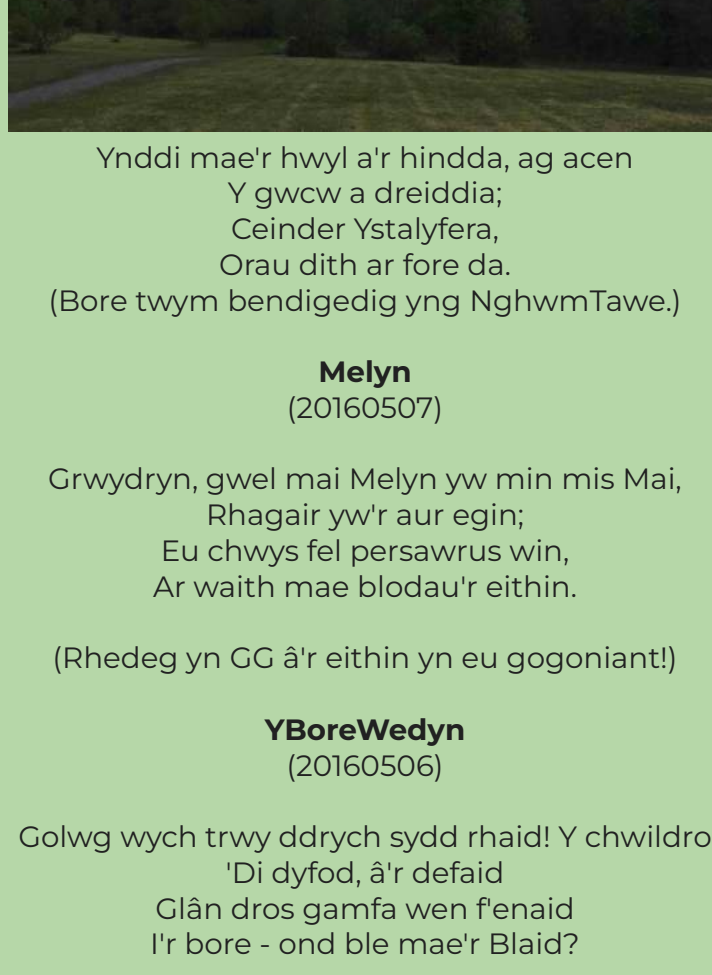 Ynddi mae'r hwyl a'r hindda, ag acen
Y gwcw a dreiddia;
Ceinder Ystalyfera,
Orau dith ar fore da.
(Bore twym bendigedig yng NghwmTawe.)
Melyn
(20160507)
Grwydryn, gwel mai Melyn yw min mis Mai,
Rhagair yw'r aur egin;
Eu chwys fel persawrus win,
Ar waith mae blodau'r eithin.
(Rhedeg yn GG â'r eithin yn eu gogoniant!)
YBoreWedyn
(20160506)
Golwg wych trwy ddrych sydd rhaid! Y chwildro
'Di dyfod, â'r defaid
Glân dros gamfa wen f'enaid
I'r bore - ond ble mae'r Blaid?